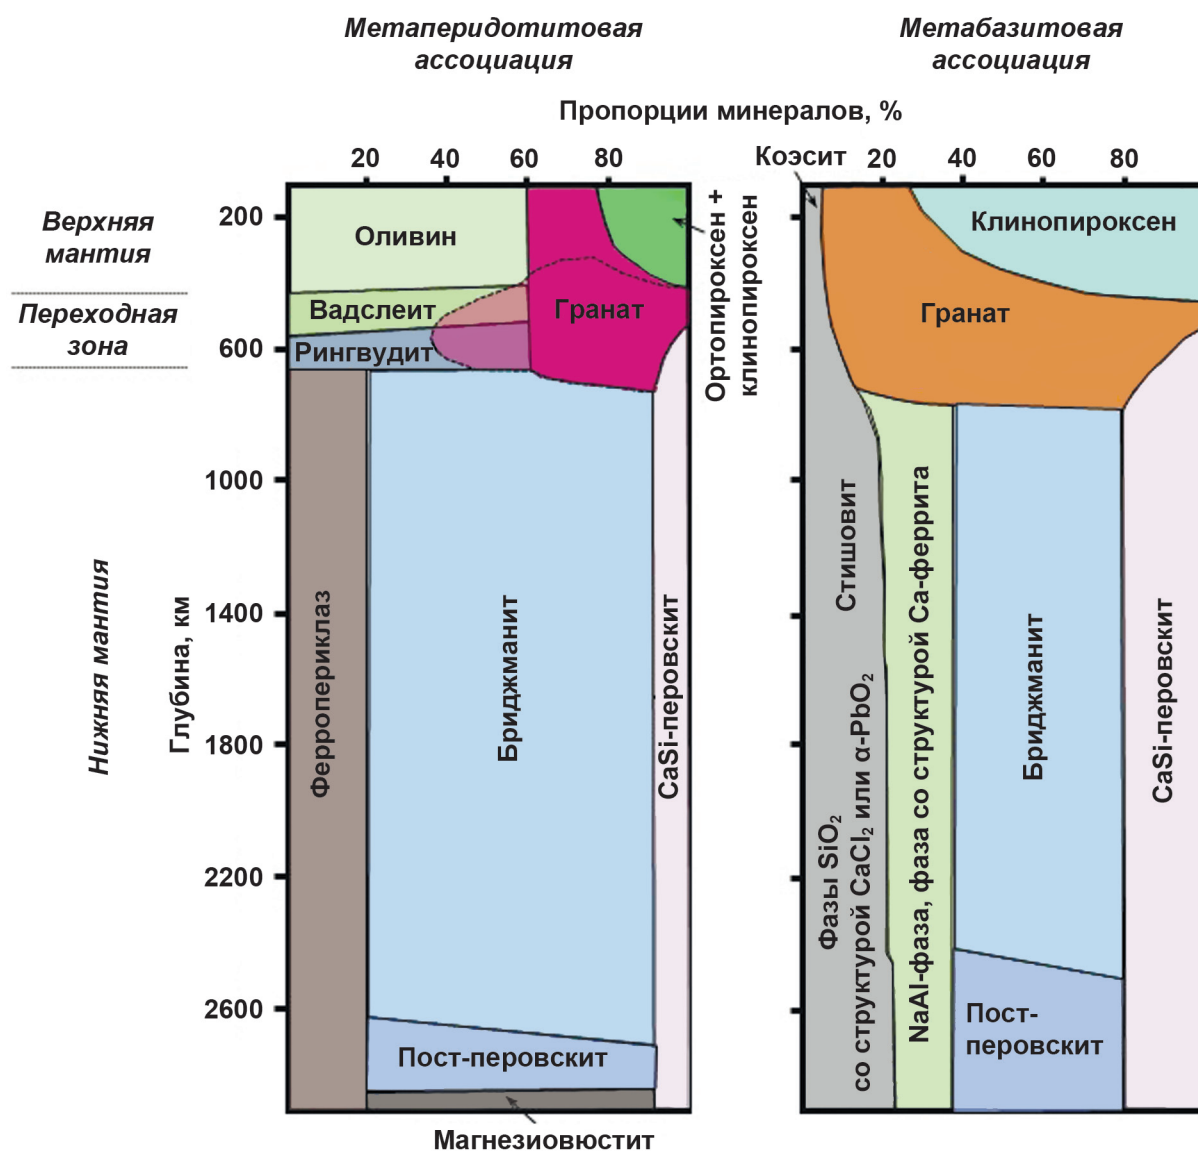 Метаперидотитовая
ассоциация
Метабазитовая
ассоциация
Пропорции минералов, %
20
40
60
80
Коэсит
20
40
60
80
Верхняя
мантия
Переходная
зона
Нижняя мантия
Глубина, км
200
600
1000
1400
1800
2200
2600
Оливин
Вадслеит
Рингвудит
Гранат
Ортопироксен +
клинопироксен
Ферропериклаз
Бриджманит
CaSi-перовскит
Пост-перовскит
Магнезиовюстит
Клинопироксен
Гранат
Стишовит
Фазы SiO₂
со структурой CaCl₂ или α-PbO₂
NaAl-фаза, фаза со структурой Ca-феррита
Бриджманит
CaSi-перовскит
Пост-
перовскит